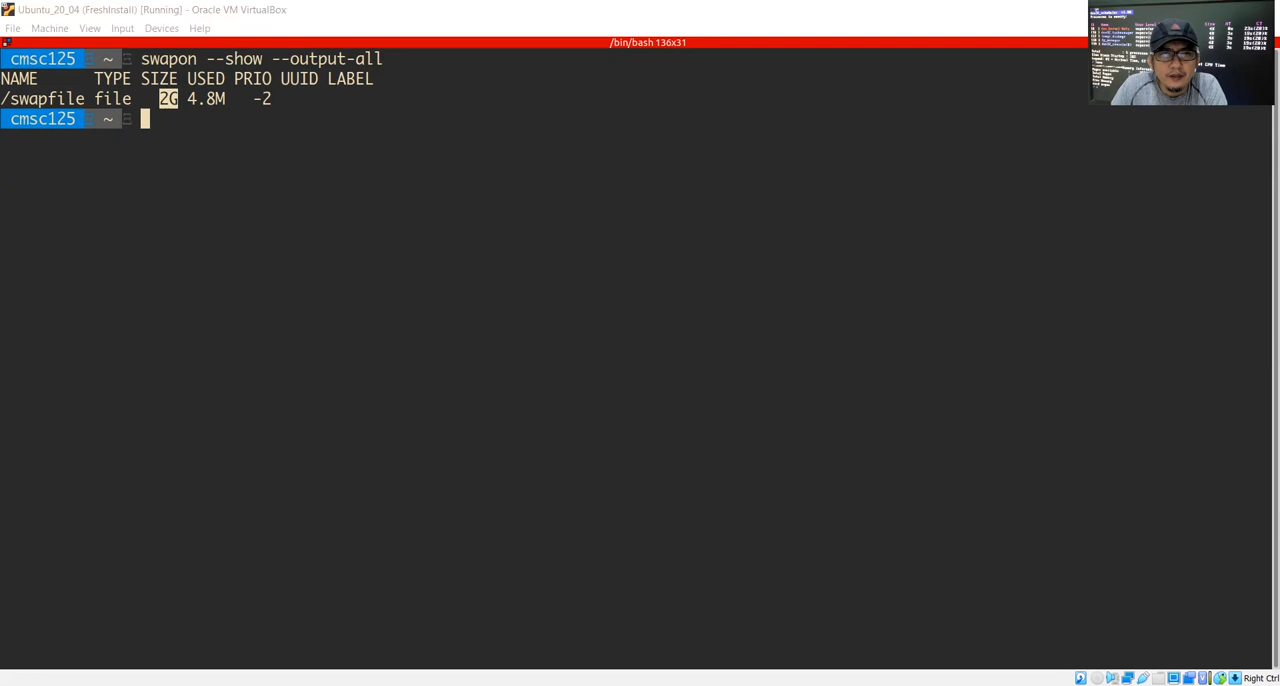 Ubuntu_20_04 (FreshInstall) [Running] - Oracle VM VirtualBox
File Machine View Input Devices Help
/bin/bash 136x31
cmsc125 ~ swapon --show --output-all
NAME TYPE SIZE USED PRIO UUID LABEL
/swapfile file 2G 4.8M -2
cmsc125 ~
Right Ctrl